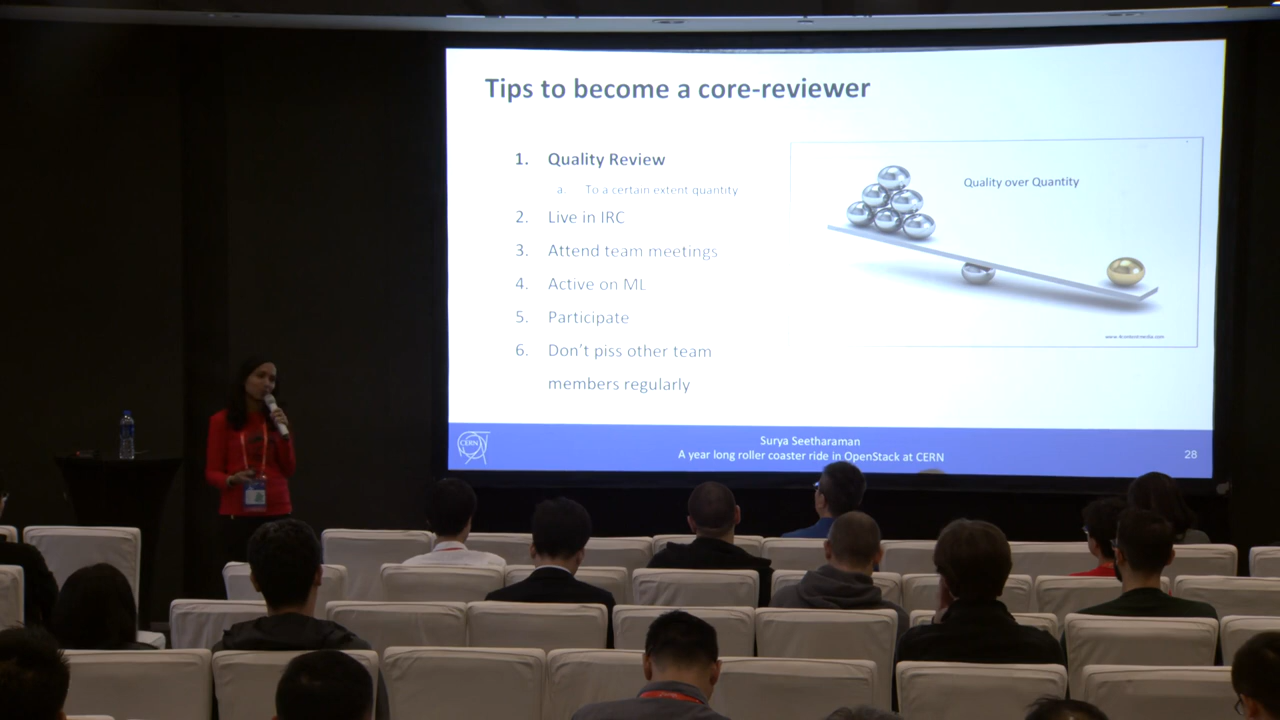 Tips to become a core-reviewer
1. Quality Review
a. To a certain extent quantity
2. Live in IRC
3. Attend team meetings
4. Active on ML
5. Participate
6. Don't piss other team
members regularly
Quality over Quantity
CERN
Surya Seetharaman
A year long roller coaster ride in OpenStack at CERN
28